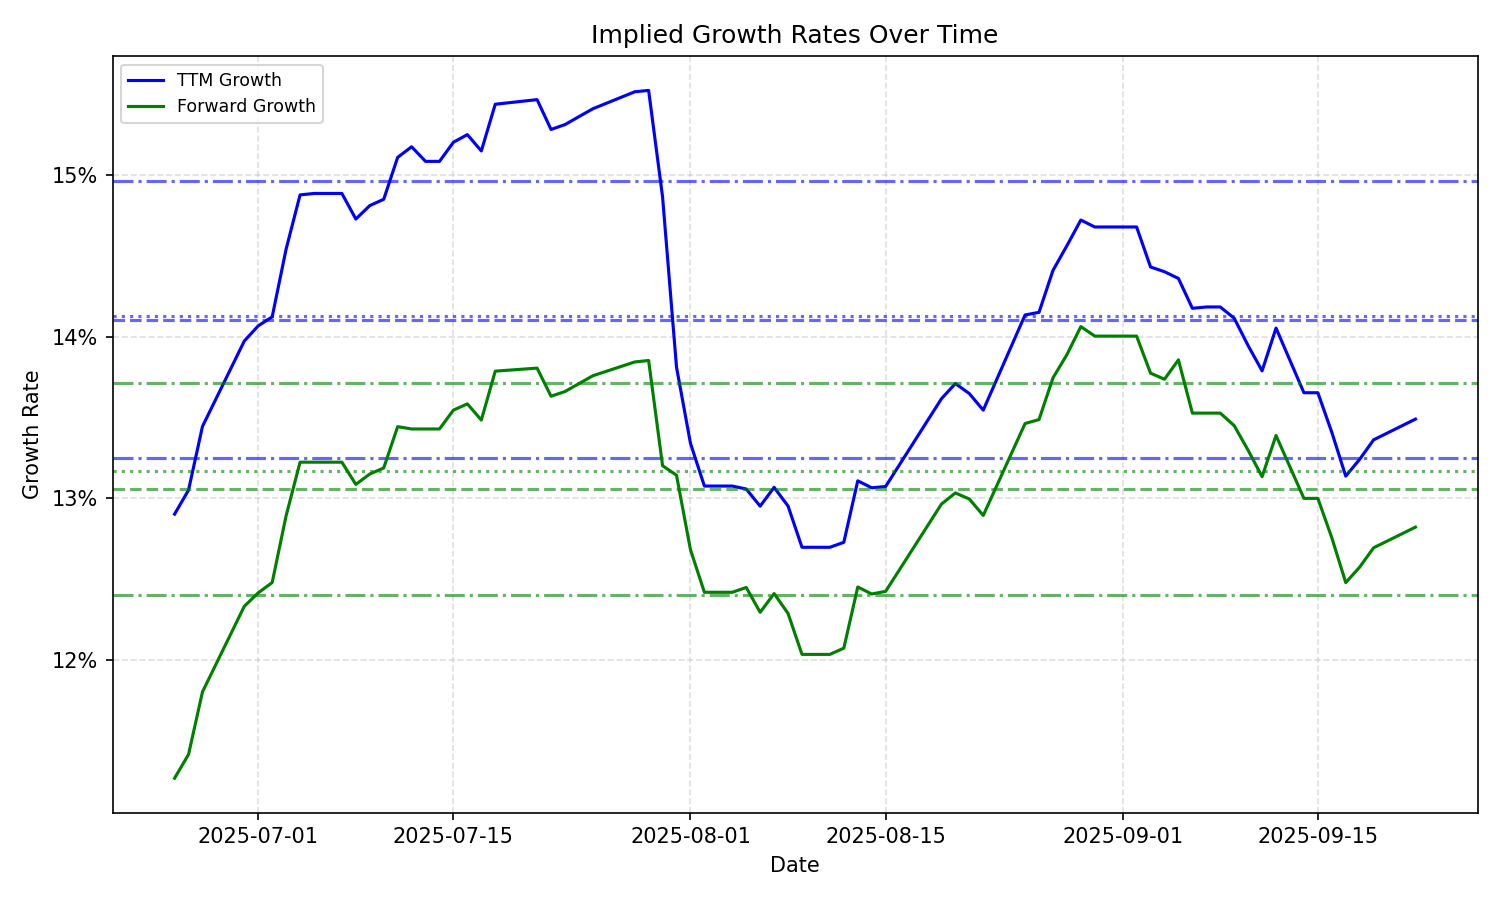 Implied Growth Rates Over Time
TTM Growth
Forward Growth
15%
14%
13%
12%
Growth Rate
2025-07-01
2025-07-15
2025-08-01
2025-08-15
2025-09-01
2025-09-15
Date